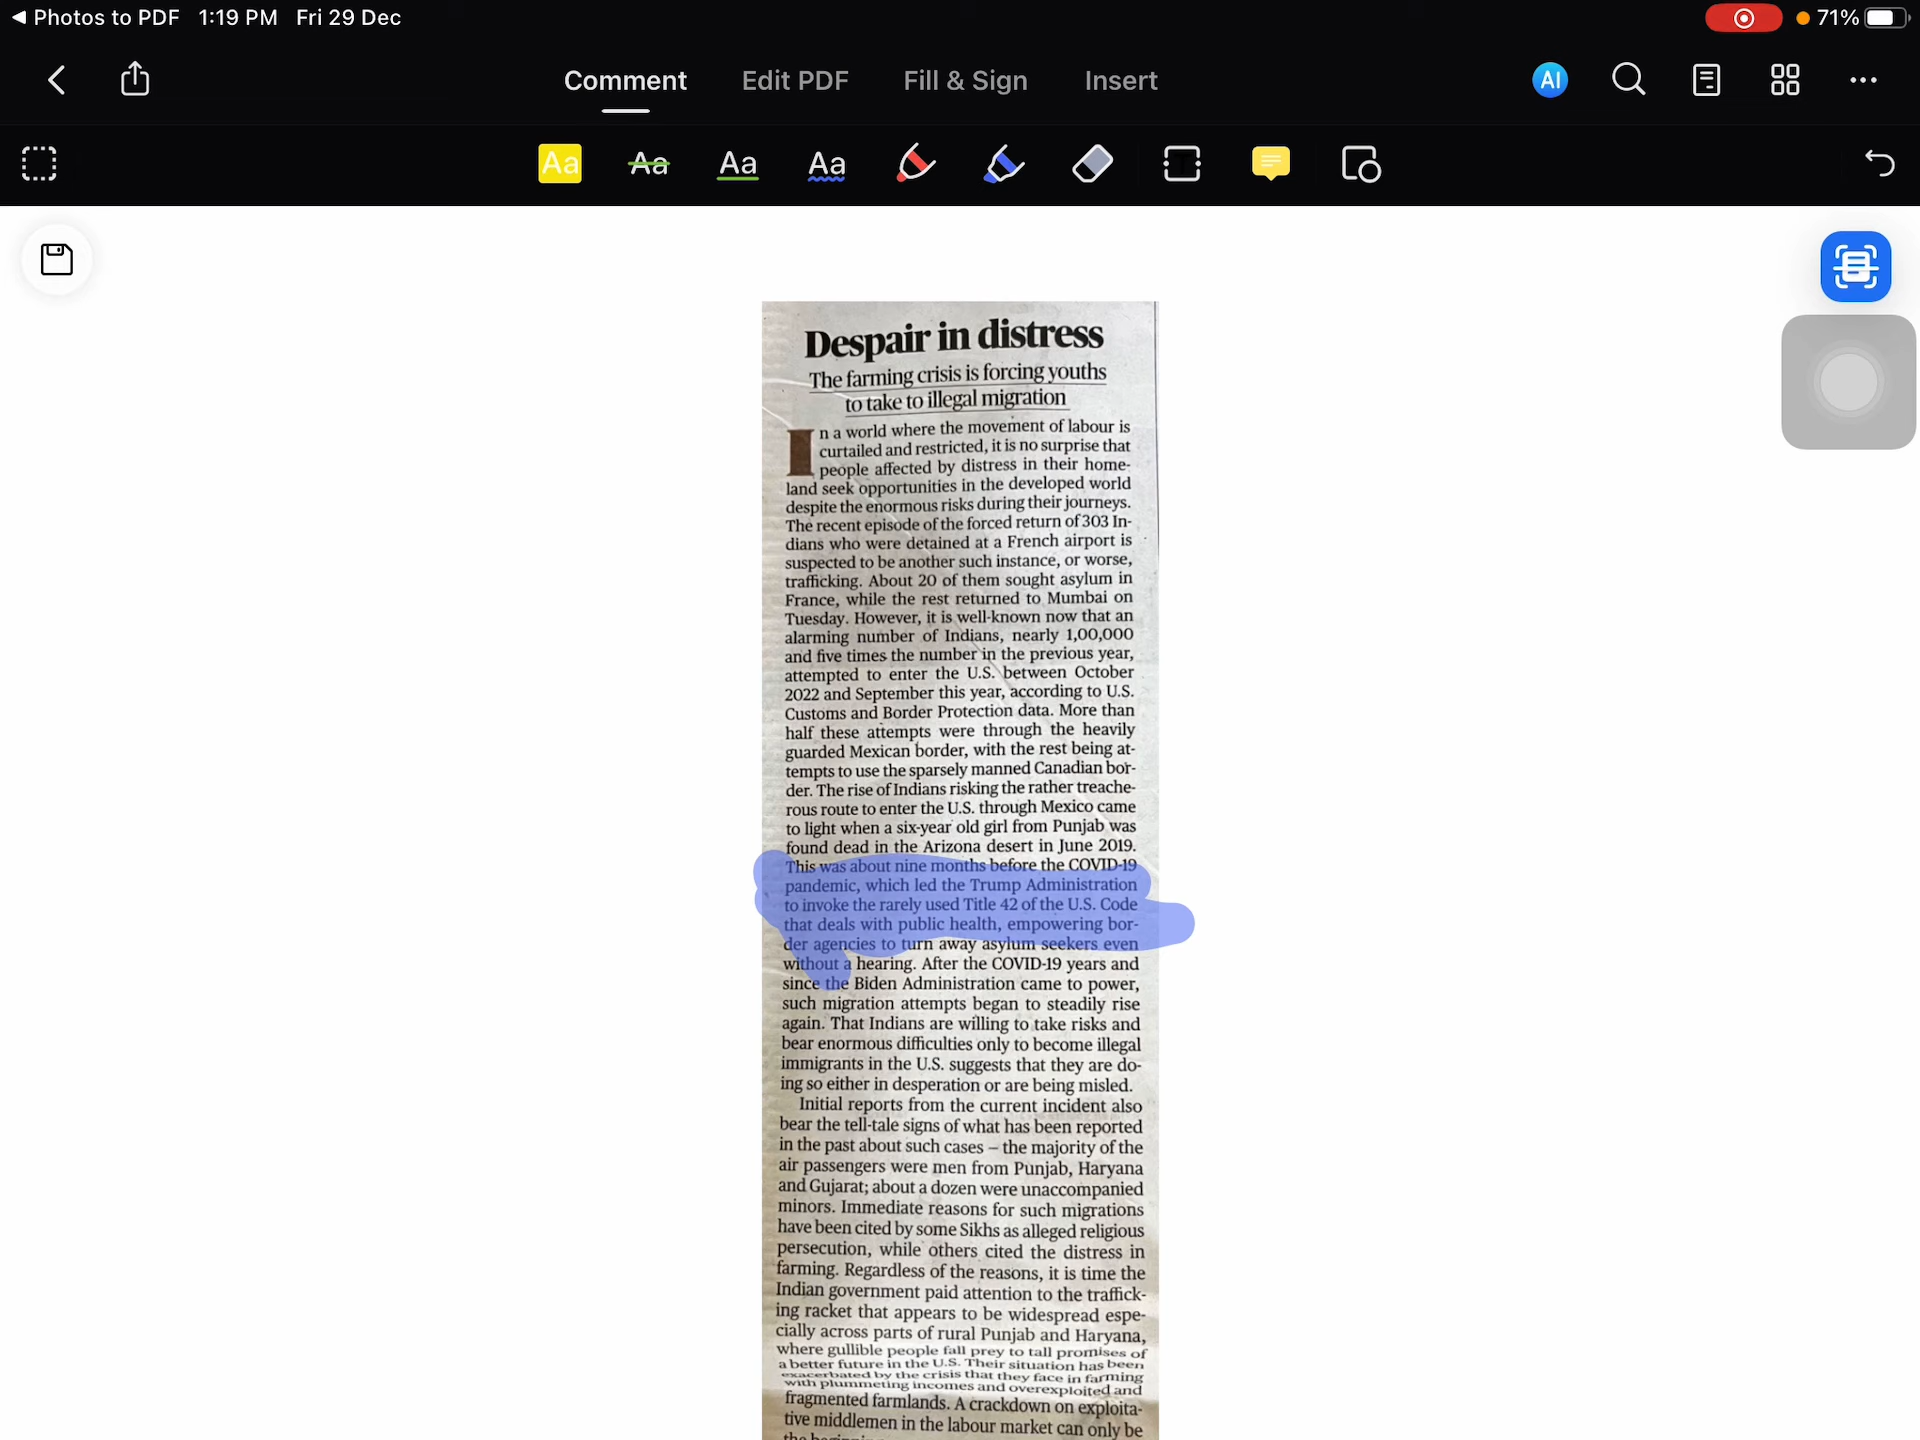 Photos to PDF 1:19 PM Fri 29 Dec
71%
Comment Edit PDF Fill & Sign Insert
AI
Aa Aa Aa Aa T
Despair in distress
The farming crisis is forcing youths
to take to illegal migration
In a world where the movement of labour is
curtailed and restricted, it is no surprise that
people affected by distress in their home-
land seek opportunities in the developed world
despite the enormous risks during their journeys.
The recent episode of the forced return of 303 In-
dians who were detained at a French airport is
suspected to be another such instance, or worse,
trafficking. About 20 of them sought asylum in
France, while the rest returned to Mumbai on
Tuesday. However, it is well-known now that an
alarming number of Indians, nearly 1,00,000
and five times the number in the previous year,
attempted to enter the U.S. between October
2022 and September this year, according to U.S.
Customs and Border Protection data. More than
half these attempts were through the heavily
guarded Mexican border, with the rest being at-
tempts to use the sparsely manned Canadian bor-
der. The rise of Indians risking the rather treache-
rous route to enter the U.S. through Mexico came
to light when a six-year old girl from Punjab was
found dead in the Arizona desert in June 2019.
This was about nine months before the COVID-19
pandemic, which led the Trump Administration
to invoke the rarely used Title 42 of the U.S. Code
that deals with public health, empowering bor-
der agencies to turn away asylum seekers even
without a hearing. After the COVID-19 years and
since the Biden Administration came to power,
such migration attempts began to steadily rise
again. That Indians are willing to take risks and
bear enormous difficulties only to become illegal
immigrants in the U.S. suggests that they are do-
ing so either in desperation or are being misled.
Initial reports from the current incident also
bear the tell-tale signs of what has been reported
in the past about such cases – the majority of the
air passengers were men from Punjab, Haryana
and Gujarat; about a dozen were unaccompanied
minors. Immediate reasons for such migrations
have been cited by some Sikhs as alleged religious
persecution, while others cited the distress in
farming. Regardless of the reasons, it is time the
Indian government paid attention to the traffick-
ing racket that appears to be widespread espe-
cially across parts of rural Punjab and Haryana,
where gullible people fall prey to tall promises of
a better future in the U.S. Their situation has been
exacerbated by the crisis that they face in farming
with plummeting incomes and overexploited and
fragmented farmlands. A crackdown on exploita-
tive middlemen in the labour market can only be